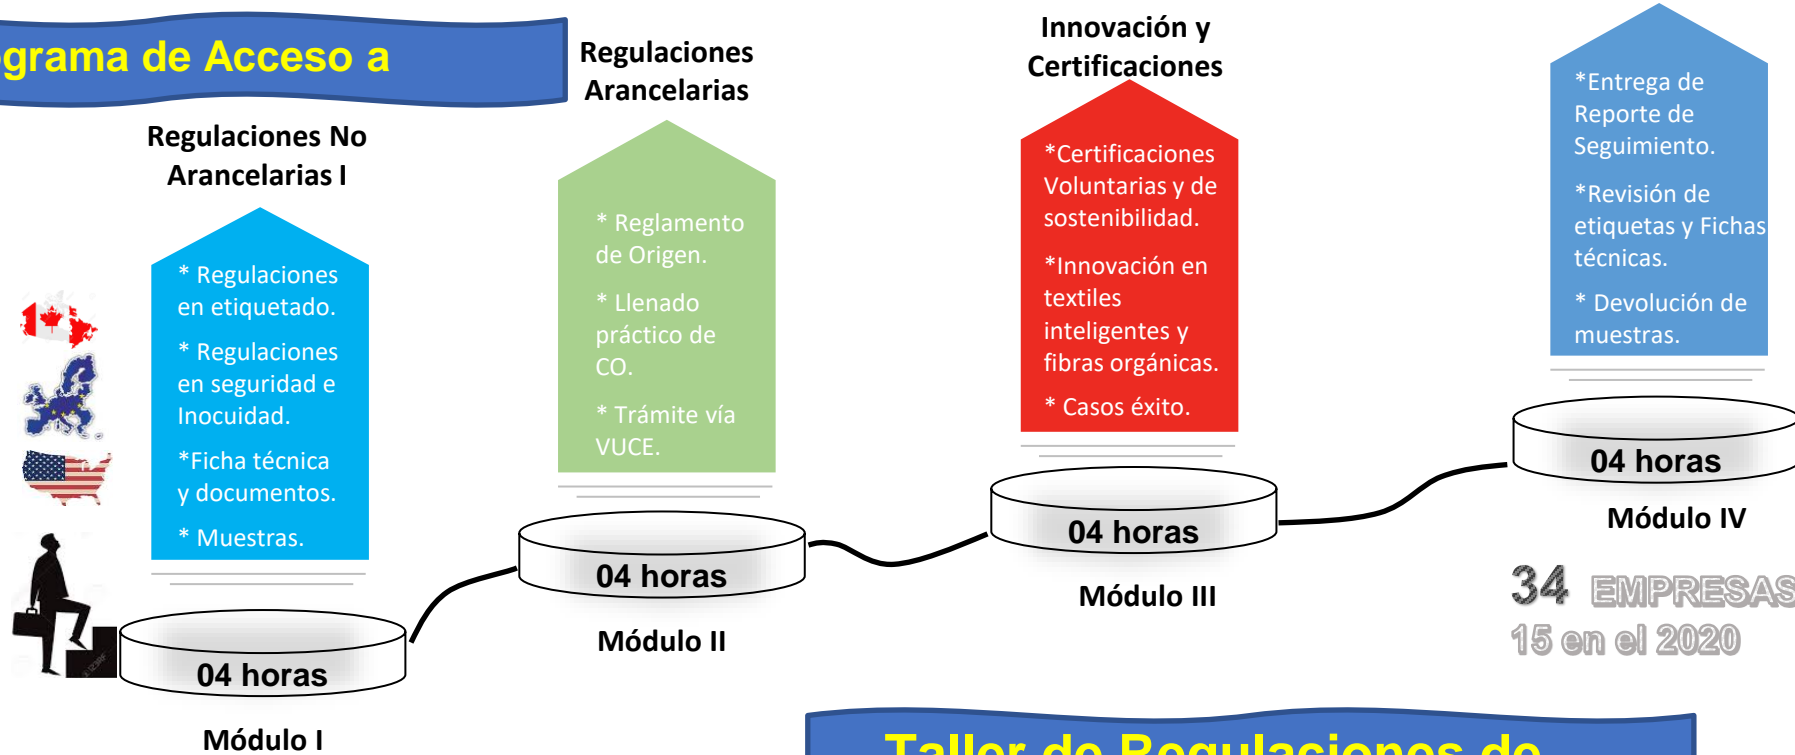 grama de Acceso a
Regulaciones No
Arancelarias I
* Regulaciones
en etiquetado.
* Regulaciones
en seguridad e
Inocuidad.
*Ficha técnica
y documentos.
* Muestras.
04 horas
Módulo I
Regulaciones
Arancelarias
* Reglamento
de Origen.
* Llenado
práctico de
CO.
* Trámite vía
VUCE.
04 horas
Módulo II
Innovación y
Certificaciones
*Certificaciones
Voluntarias y de
sostenibilidad.
*Innovación en
textiles
inteligentes y
fibras orgánicas.
* Casos éxito.
04 horas
Módulo III
*Entrega de
Reporte de
Seguimiento.
*Revisión de
etiquetas y Fichas
técnicas.
* Devolución de
muestras.
04 horas
Módulo IV
34 EMPRESAS
15 en el 2020
Taller de Regulaciones de